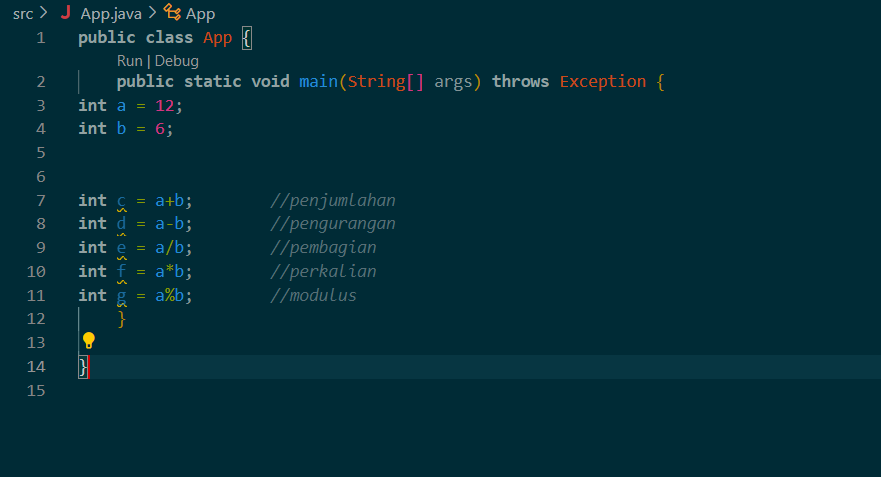 src > J App.java > App
1 public class App {
Run | Debug
2 public static void main(String[] args) throws Exception {
3 int a = 12;
4 int b = 6;
5
6
7 int c = a+b; //penjumlahan
8 int d = a-b; //pengurangan
9 int e = a/b; //pembagian
10 int f = a*b; //perkalian
11 int g = a%b; //modulus
12 }
13
14 }
15